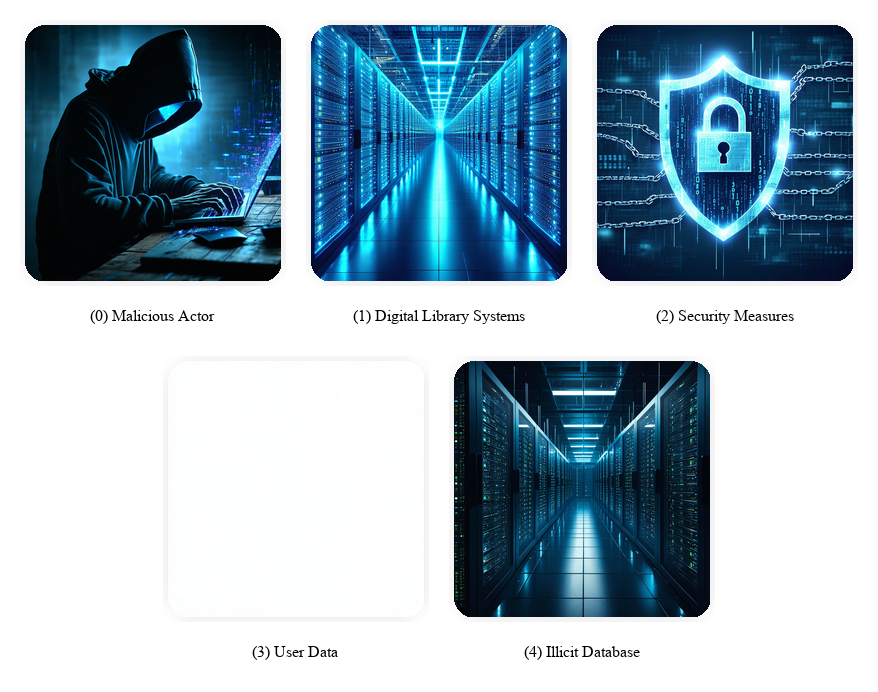 (0) Malicious Actor
(1) Digital Library Systems
(2) Security Measures
(3) User Data
(4) Illicit Database